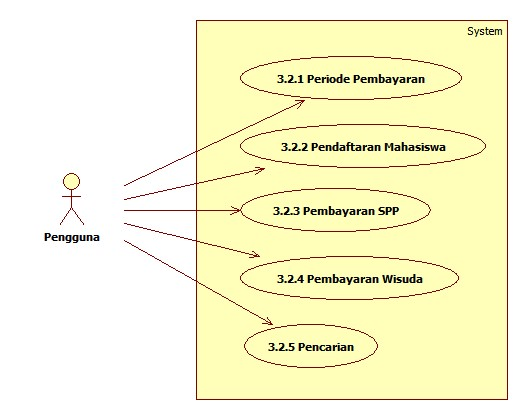 System
3.2.1 Periode Pembayaran
3.2.2 Pendaftaran Mahasiswa
3.2.3 Pembayaran SPP
Pengguna
3.2.4 Pembayaran Wisuda
3.2.5 Pencarian